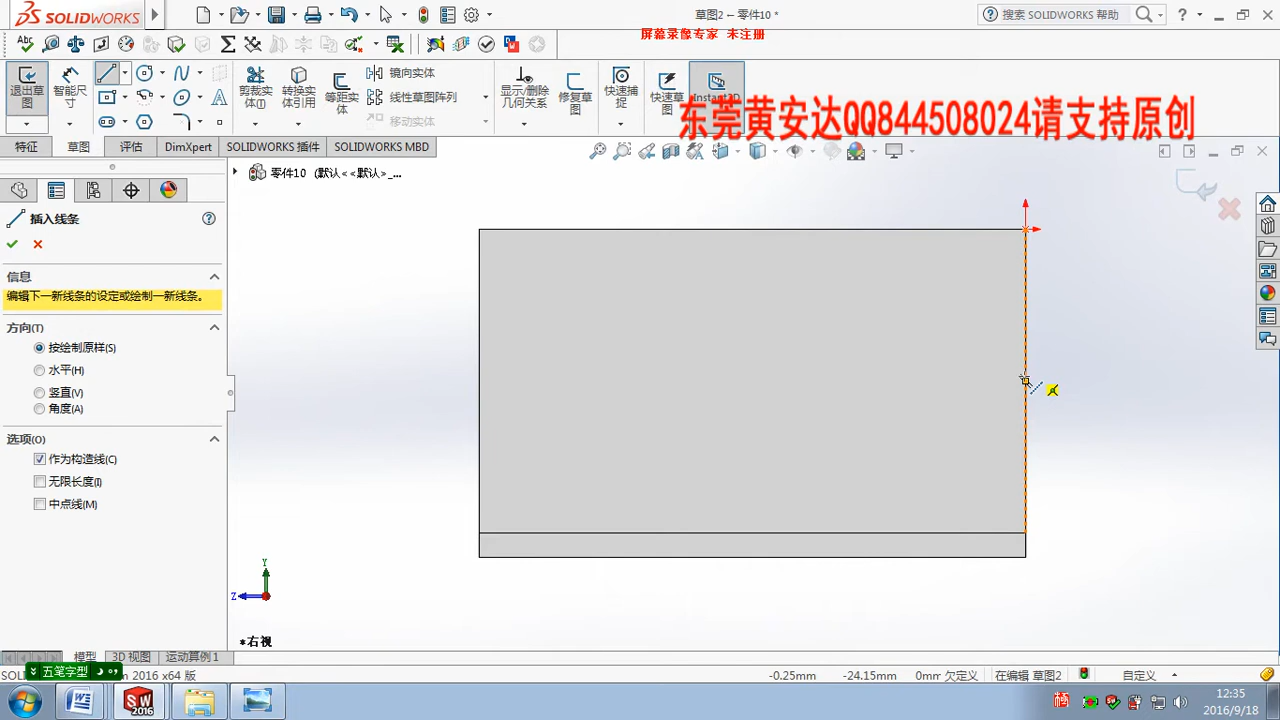 SOLIDWORKS
草图2 ← 零件10 *
搜索 SOLIDWORKS 帮助
屏幕录像专家 未注册
退出草图
智能尺寸
剪裁实体(T)
转换实体引用
等距实体
镜向实体
线性草图阵列
移动实体
显示/删除几何关系
修复草图
快速捕捉
快速草图
Instant2D
东莞黄安达QQ844508024请支持原创
特征
草图
评估
DimXpert
SOLIDWORKS 插件
SOLIDWORKS MBD
零件10 (默认<<默认>_...
插入线条
信息
编辑下一新线条的设定或绘制一新线条。
方向(T)
按绘制原样(S)
水平(H)
竖直(V)
角度(A)
选项(O)
作为构造线(C)
无限长度(I)
中点线(M)
Y
Z
*右视
模型
3D 视图
运动算例 1
五笔字型
2016 x64 版
-0.25mm
-24.15mm
0mm
欠定义
在编辑 草图2
自定义
SW
2016
12:35
2016/9/18